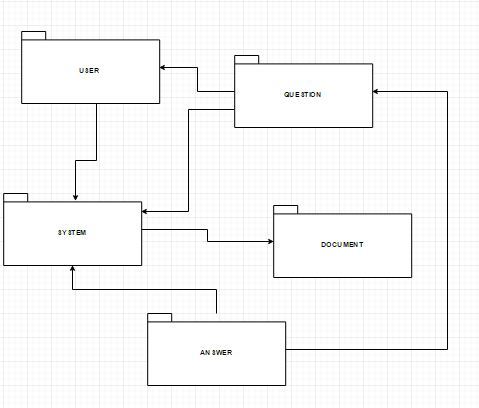 USER
QUESTION
SYSTEM
DOCUMENT
ANSWER